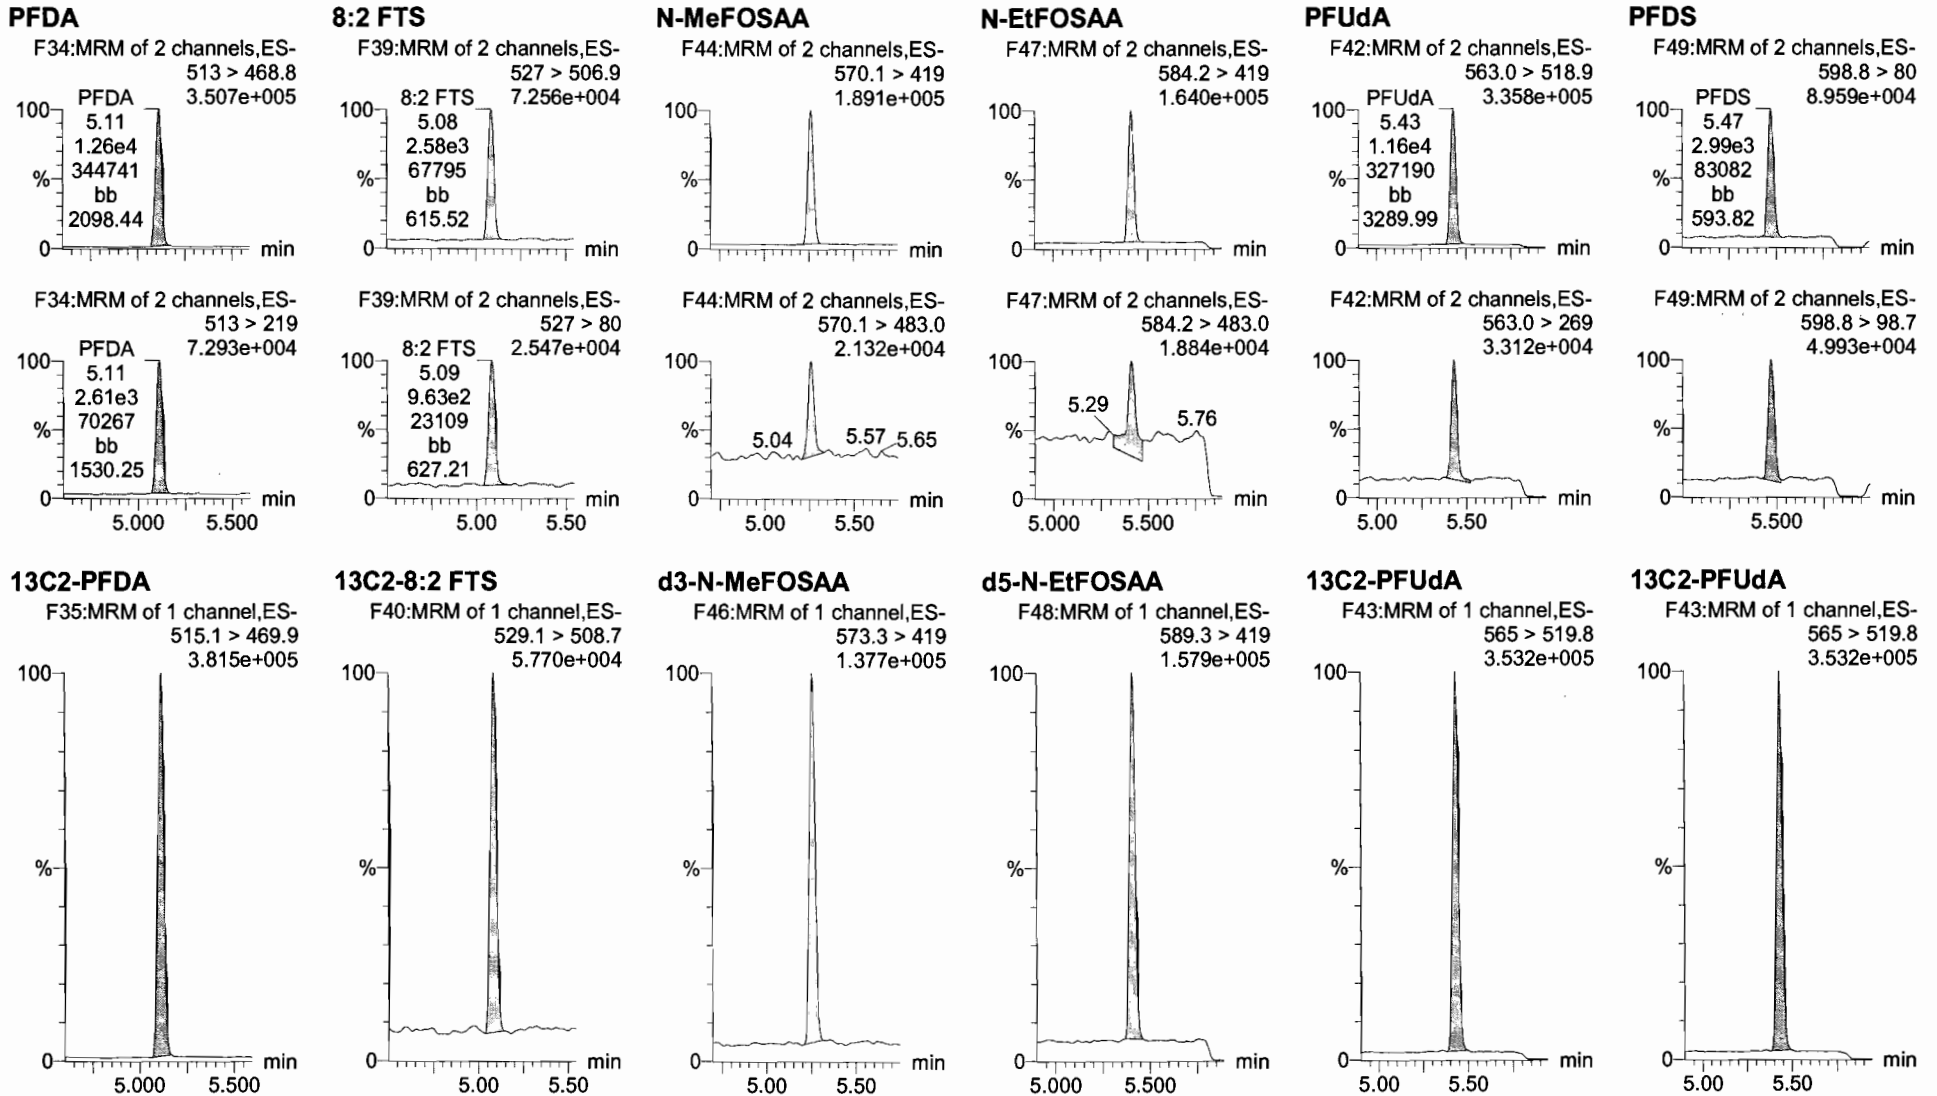 PFDA
F34:MRM of 2 channels,ES-
513 > 468.8
3.507e+005
100
PFDA
5.11
1.26e4
344741
bb
2098.44
%
0
min
F34:MRM of 2 channels,ES-
513 > 219
7.293e+004
100
PFDA
5.11
2.61e3
70267
bb
1530.25
%
0
min
5.000 5.500
8:2 FTS
F39:MRM of 2 channels,ES-
527 > 506.9
7.256e+004
100
8:2 FTS
5.08
2.58e3
67795
bb
615.52
%
0
min
F39:MRM of 2 channels,ES-
527 > 80
2.547e+004
100
8:2 FTS
5.09
9.63e2
23109
bb
627.21
%
0
min
5.00 5.50
N-MeFOSAA
F44:MRM of 2 channels,ES-
570.1 > 419
1.891e+005
100
%
0
min
F44:MRM of 2 channels,ES-
570.1 > 483.0
2.132e+004
100
%
5.04 5.57 5.65
0
min
5.00 5.50
N-EtFOSAA
F47:MRM of 2 channels,ES-
584.2 > 419
1.640e+005
100
%
0
min
F47:MRM of 2 channels,ES-
584.2 > 483.0
1.884e+004
100
5.29 5.76
%
0
min
5.000 5.500
PFUdA
F42:MRM of 2 channels,ES-
563.0 > 518.9
3.358e+005
100
PFUdA
5.43
1.16e4
327190
bb
3289.99
%
0
min
F42:MRM of 2 channels,ES-
563.0 > 269
3.312e+004
100
%
0
min
5.00 5.50
PFDS
F49:MRM of 2 channels,ES-
598.8 > 80
8.959e+004
100
PFDS
5.47
2.99e3
83082
bb
593.82
%
0
min
F49:MRM of 2 channels,ES-
598.8 > 98.7
4.993e+004
100
%
0
min
5.500
13C2-PFDA
F35:MRM of 1 channel,ES-
515.1 > 469.9
3.815e+005
100
%
0
min
5.000 5.500
13C2-8:2 FTS
F40:MRM of 1 channel,ES-
529.1 > 508.7
5.770e+004
100
%
0
min
5.00 5.50
d3-N-MeFOSAA
F46:MRM of 1 channel,ES-
573.3 > 419
1.377e+005
100
%
0
min
5.00 5.50
d5-N-EtFOSAA
F48:MRM of 1 channel,ES-
589.3 > 419
1.579e+005
100
%
0
min
5.000 5.500
13C2-PFUdA
F43:MRM of 1 channel,ES-
565 > 519.8
3.532e+005
100
%
0
min
5.00 5.50
13C2-PFUdA
F43:MRM of 1 channel,ES-
565 > 519.8
3.532e+005
100
%
0
min
5.00 5.50